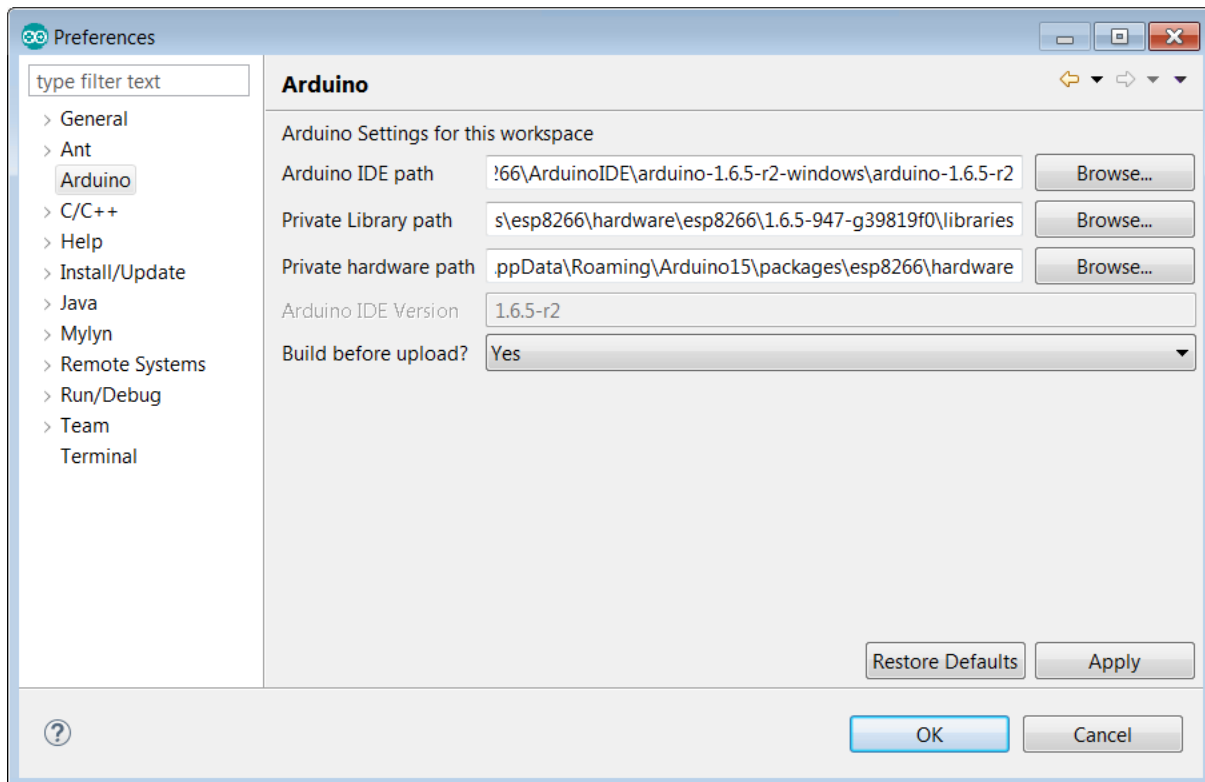 Preferences
type filter text
General
Ant
Arduino
C/C++
Help
Install/Update
Java
Mylyn
Remote Systems
Run/Debug
Team
Terminal
Arduino
Arduino Settings for this workspace
Arduino IDE path 266\ArduinoIDE\arduino-1.6.5-r2-windows\arduino-1.6.5-r2 Browse...
Private Library path s\esp8266\hardware\esp8266\1.6.5-947-g39819f0\libraries Browse...
Private hardware path ppData\Roaming\Arduino15\packages\esp8266\hardware Browse...
Arduino IDE Version 1.6.5-r2
Build before upload? Yes
Restore Defaults Apply
? OK Cancel